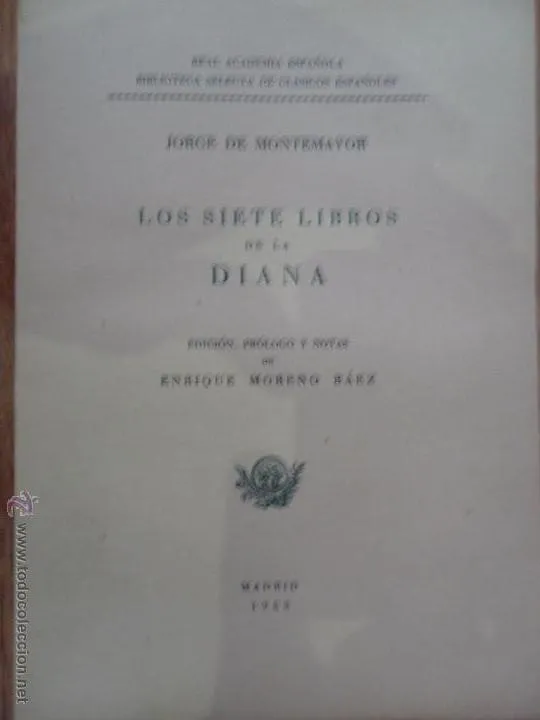 REAL ACADEMIA ESPAÑOLA
BIBLIOTECA SELECTA DE CLÁSICOS ESPAÑOLES
JORGE DE MONTEMAYOR
LOS SIETE LIBROS
DE LA
DIANA
EDICIÓN, PRÓLOGO Y NOTAS
DE
ENRIQUE MORENO BÁEZ
MADRID
www.todocoleccion.net